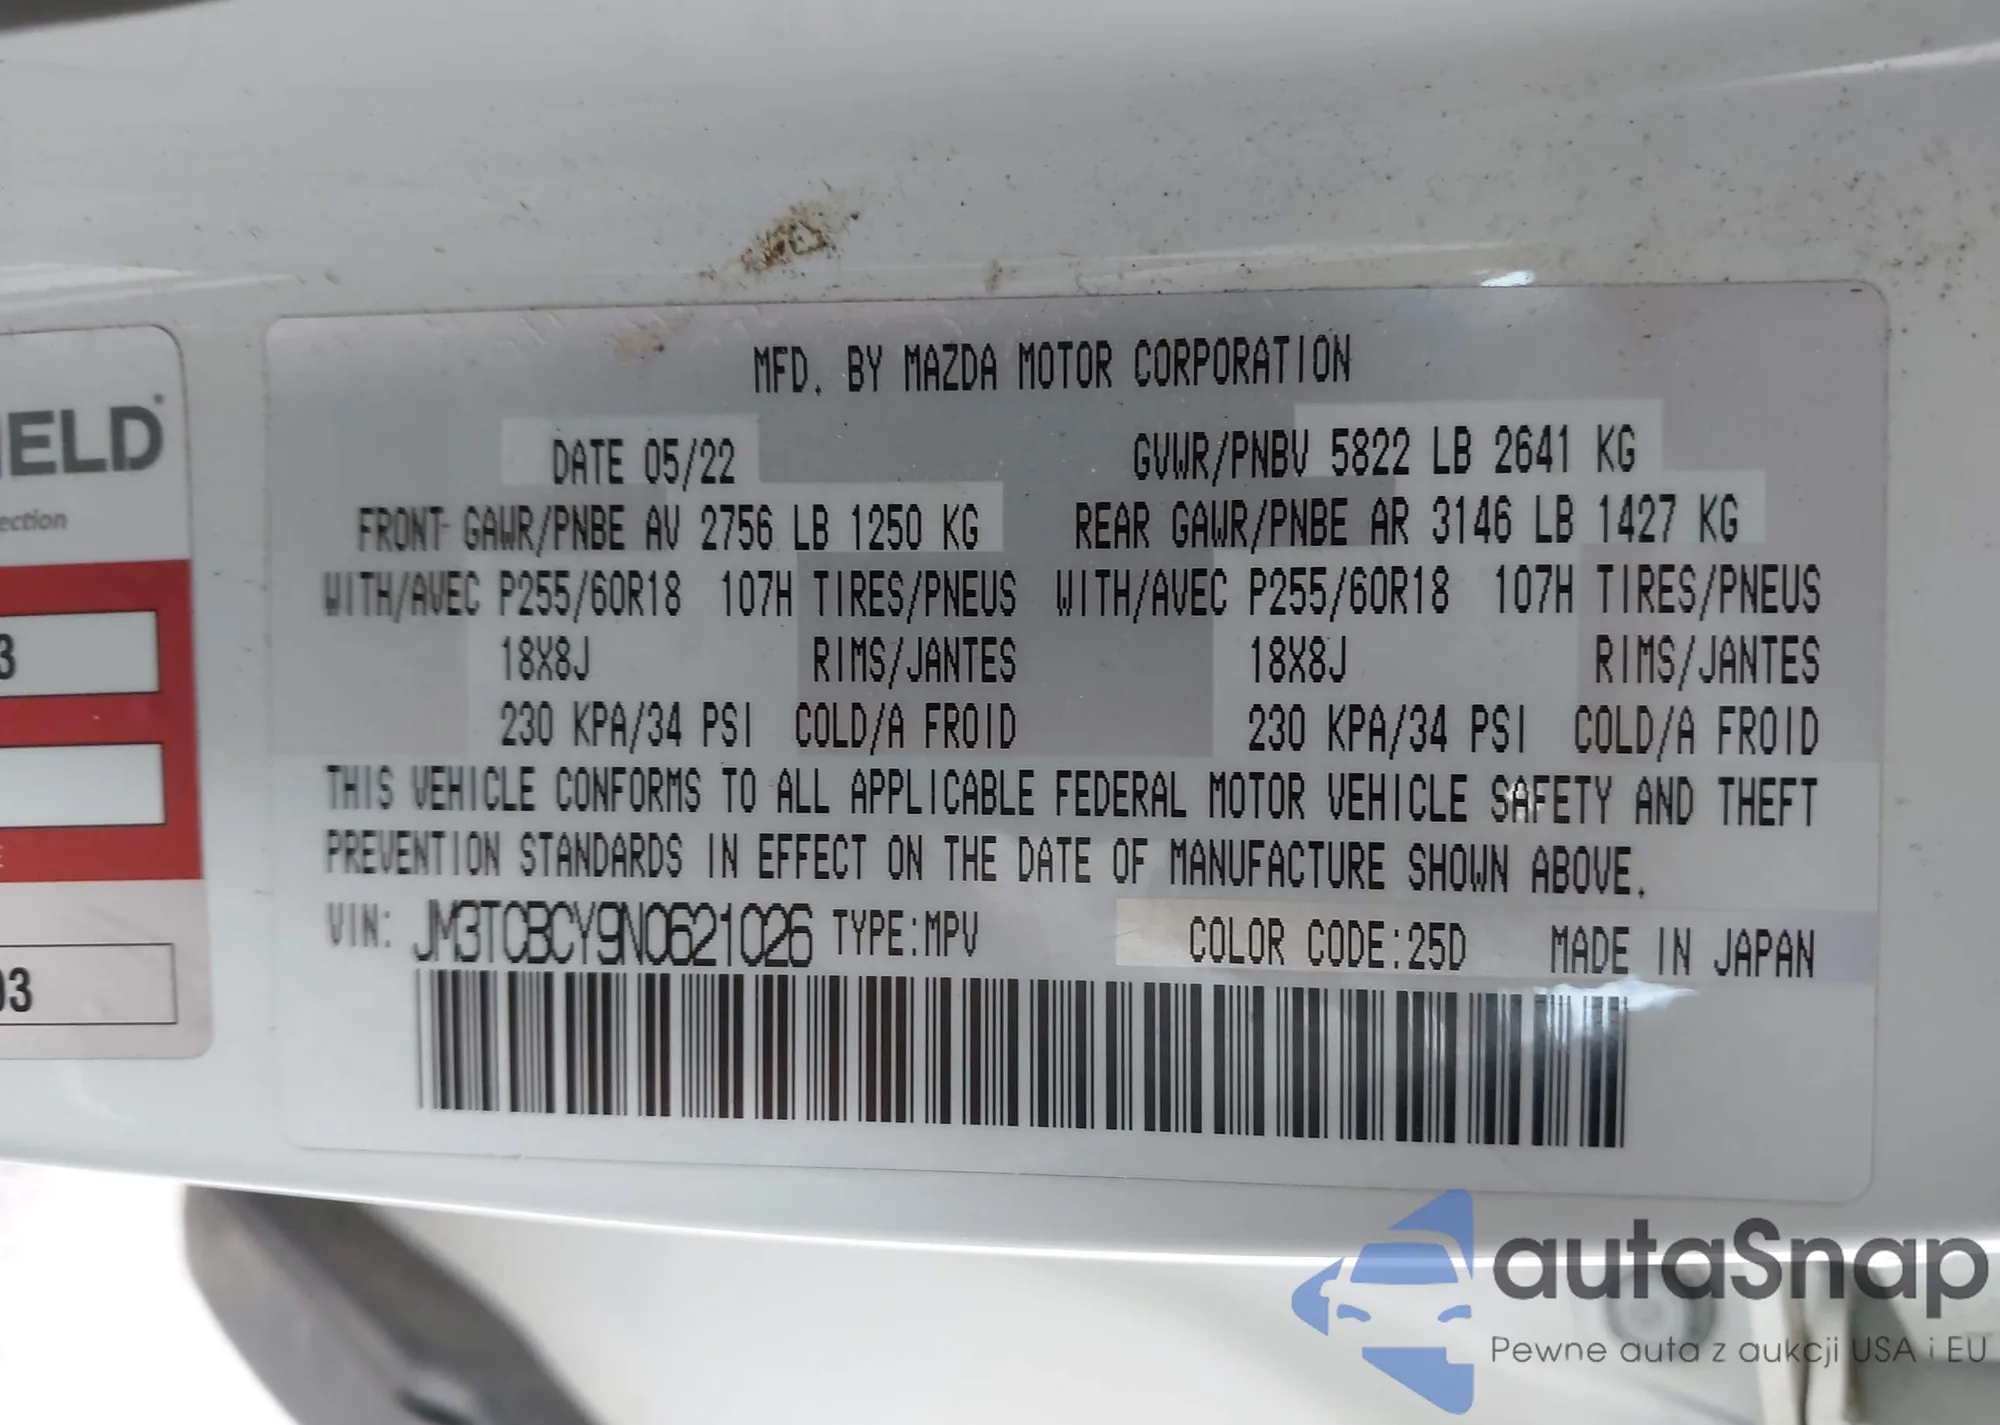 IELD
ection
3
03
MFD. BY MAZDA MOTOR CORPORATION
DATE 05/22 GVWR/PNBV 5822 LB 2641 KG
FRONT GAWR/PNBE AV 2756 LB 1250 KG REAR GAWR/PNBE AR 3146 LB 1427 KG
WITH/AVEC P255/60R18 107H TIRES/PNEUS WITH/AVEC P255/60R18 107H TIRES/PNEUS
18X8J RIMS/JANTES 18X8J RIMS/JANTES
230 KPA/34 PSI COLD/A FROID 230 KPA/34 PSI COLD/A FROID
THIS VEHICLE CONFORMS TO ALL APPLICABLE FEDERAL MOTOR VEHICLE SAFETY AND THEFT
PREVENTION STANDARDS IN EFFECT ON THE DATE OF MANUFACTURE SHOWN ABOVE.
VIN: JM3TCBCY9N0621026 TYPE:MPV COLOR CODE:25D MADE IN JAPAN
autaSnap
Pewne auta z aukcji USA i EU